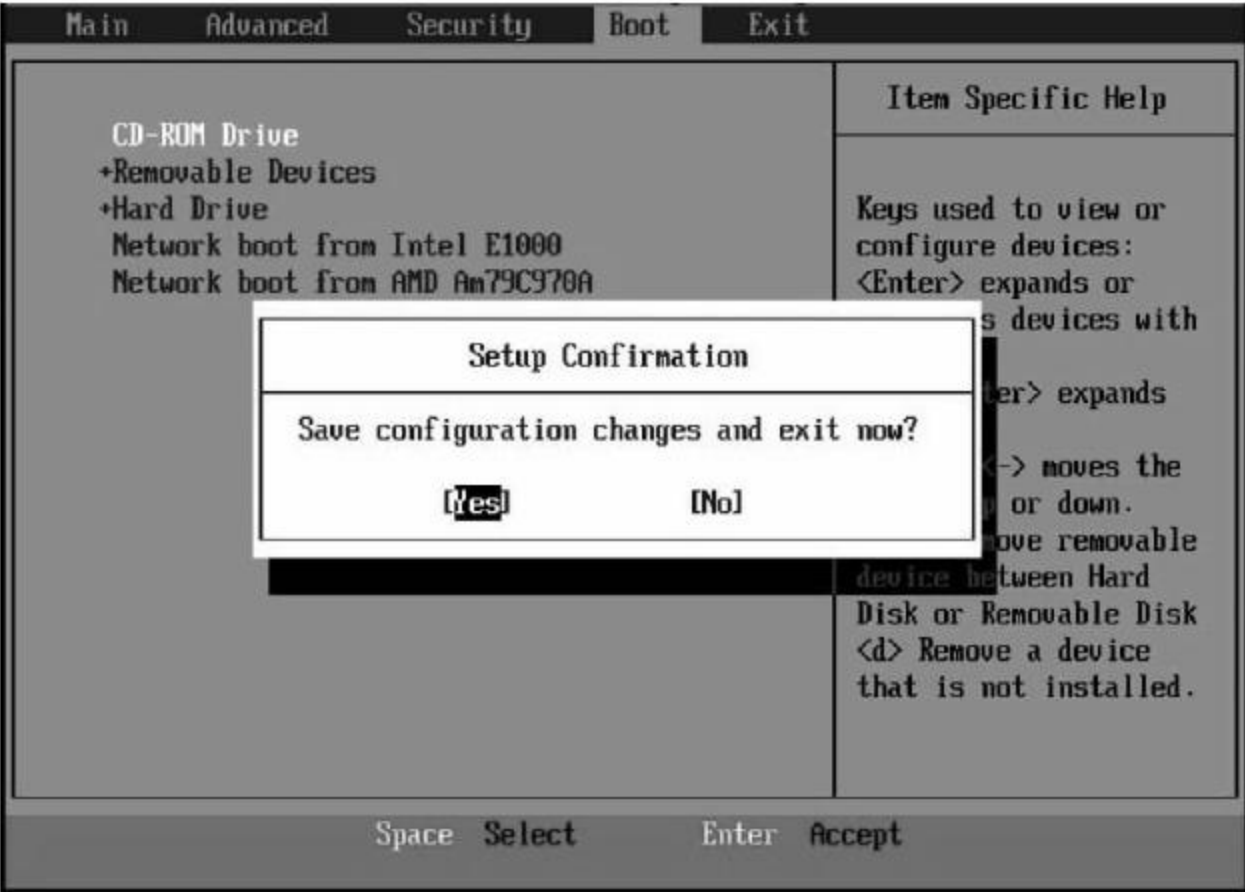 Main Advanced Security Boot Exit
CD-ROM Drive
+Removable Devices
+Hard Drive
Network boot from Intel E1000
Network boot from AMD Am79C970A
Setup Confirmation
Save configuration changes and exit now?
[Yes] [No]
Item Specific Help
Keys used to view or
configure devices:
<Enter> expands or
devices with
expands
moves the
or down.
removable
device between Hard
Disk or Removable Disk
<d> Remove a device
that is not installed.
Space Select Enter Accept